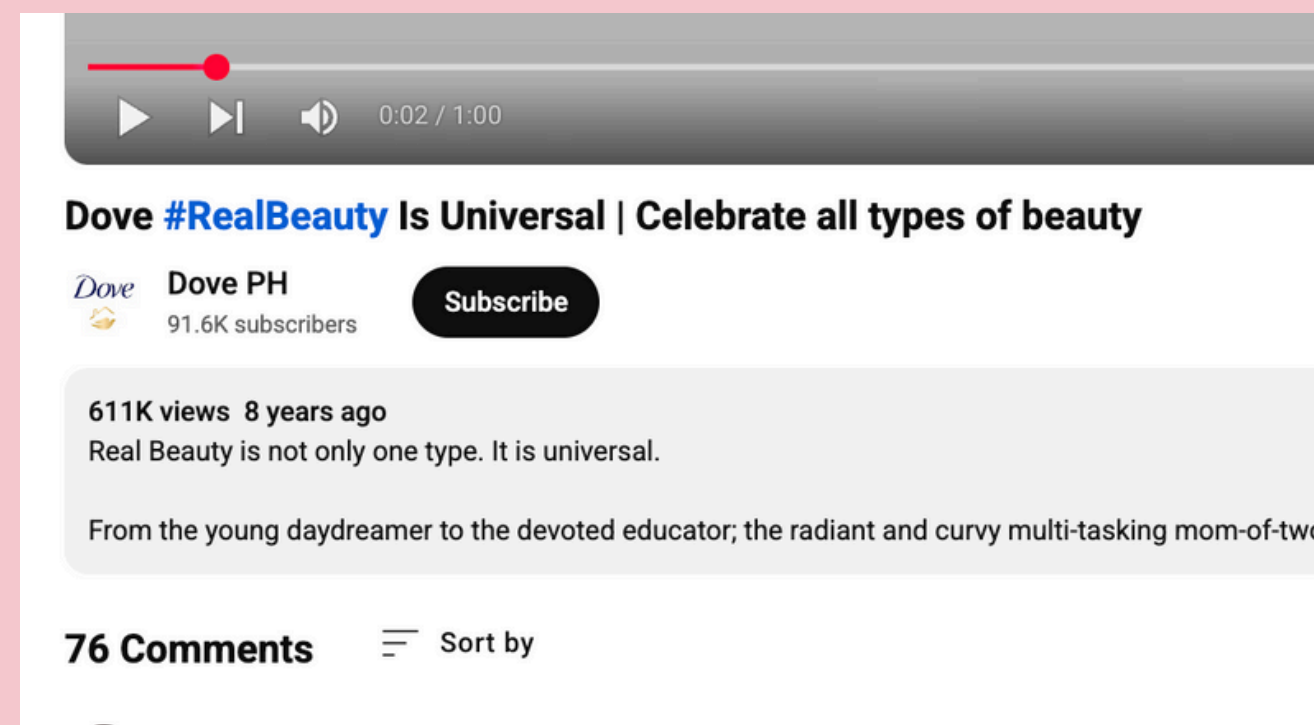 0:02 / 1:00
Dove #RealBeauty Is Universal | Celebrate all types of beauty
Dove
Dove PH
Subscribe
91.6K subscribers
611K views 8 years ago
Real Beauty is not only one type. It is universal.
From the young daydreamer to the devoted educator; the radiant and curvy multi-tasking mom-of-two
76 Comments
Sort by